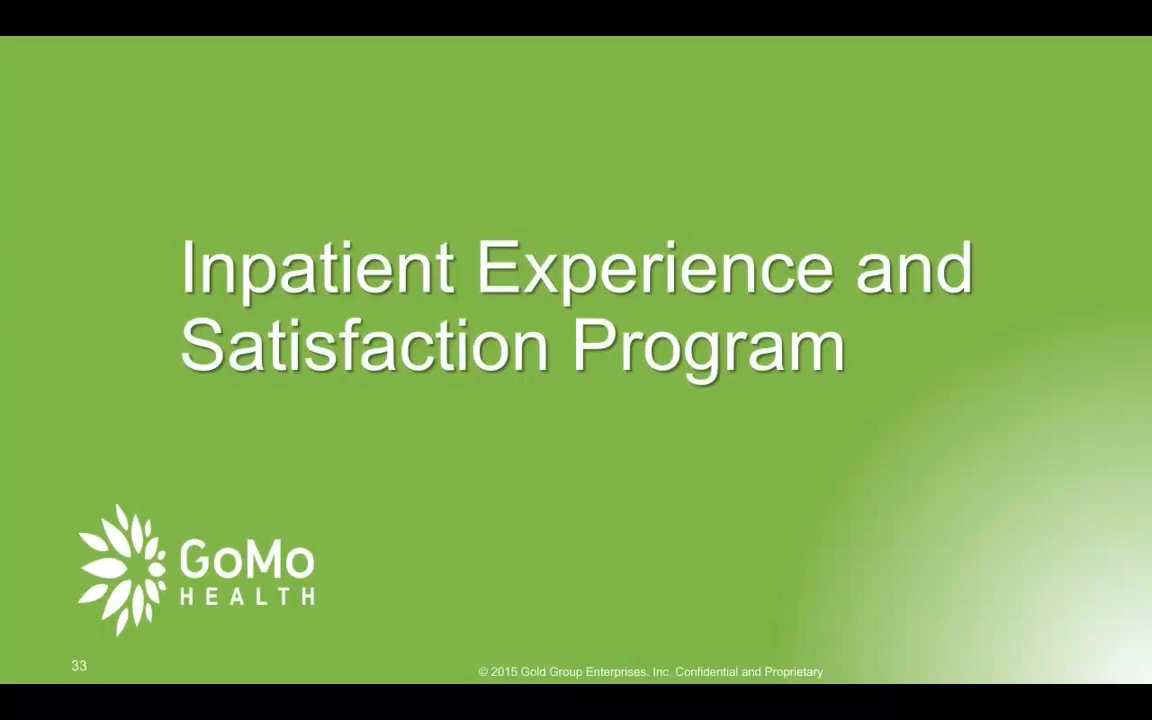 Inpatient Experience and
Satisfaction Program
GoMo
HEALTH
33
© 2015 Gold Group Enterprises, Inc. Confidential and Proprietary